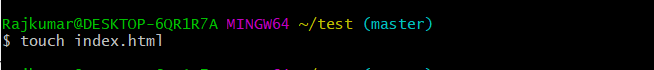 Rajkumar@DESKTOP-6QR1R7A MINGW64 ~/test (master)
$ touch index.html